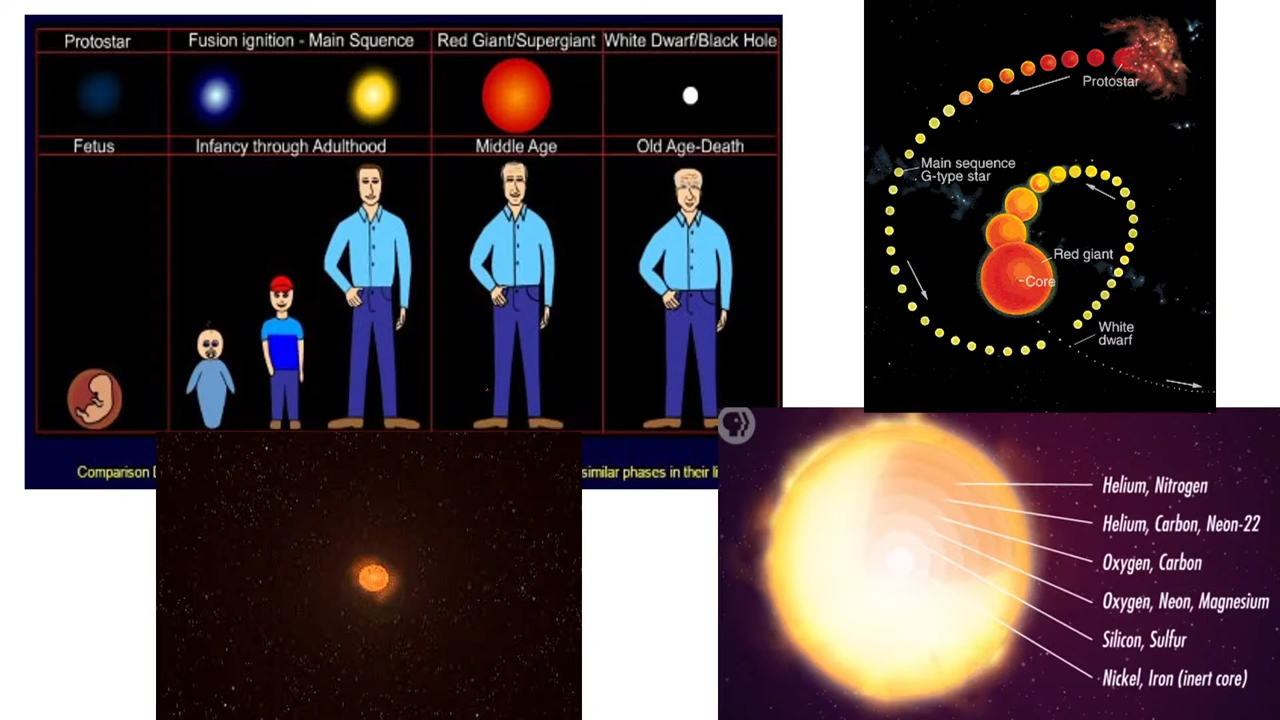 Protostar
Fusion ignition - Main Squence
Red Giant/Supergiant
White Dwarf/Black Hole
Fetus
Infancy through Adulthood
Middle Age
Old Age-Death
Comparison
similar phases in their
Protostar
Main sequence
G-type star
Red giant
Core
White
dwarf
Helium, Nitrogen
Helium, Carbon, Neon-22
Oxygen, Carbon
Oxygen, Neon, Magnesium
Silicon, Sulfur
Nickel, Iron (inert core)